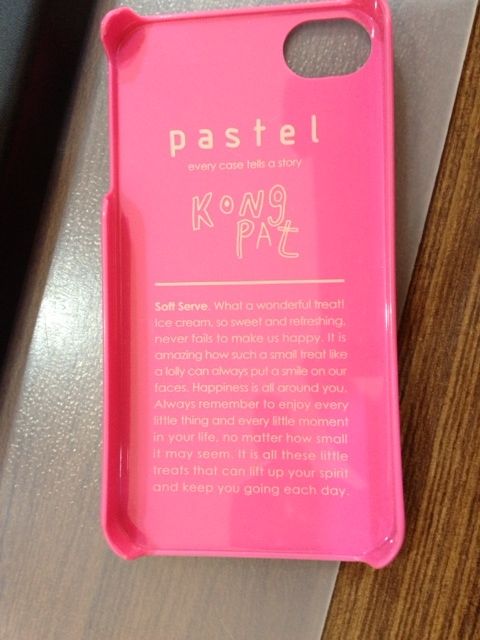 pastel
every case tells a story
KONg
PAt
Soft Serve. What a wonderful treat!
Ice cream, so sweet and refreshing,
never fails to make us happy. It is
amazing how such a small treat like
a lolly can always put a smile on our
faces. Happiness is all around you.
Always remember to enjoy every
little thing and every little moment
in your life, no matter how small
it may seem. It is all these little
treats that can lift up your spirit
and keep you going each day.